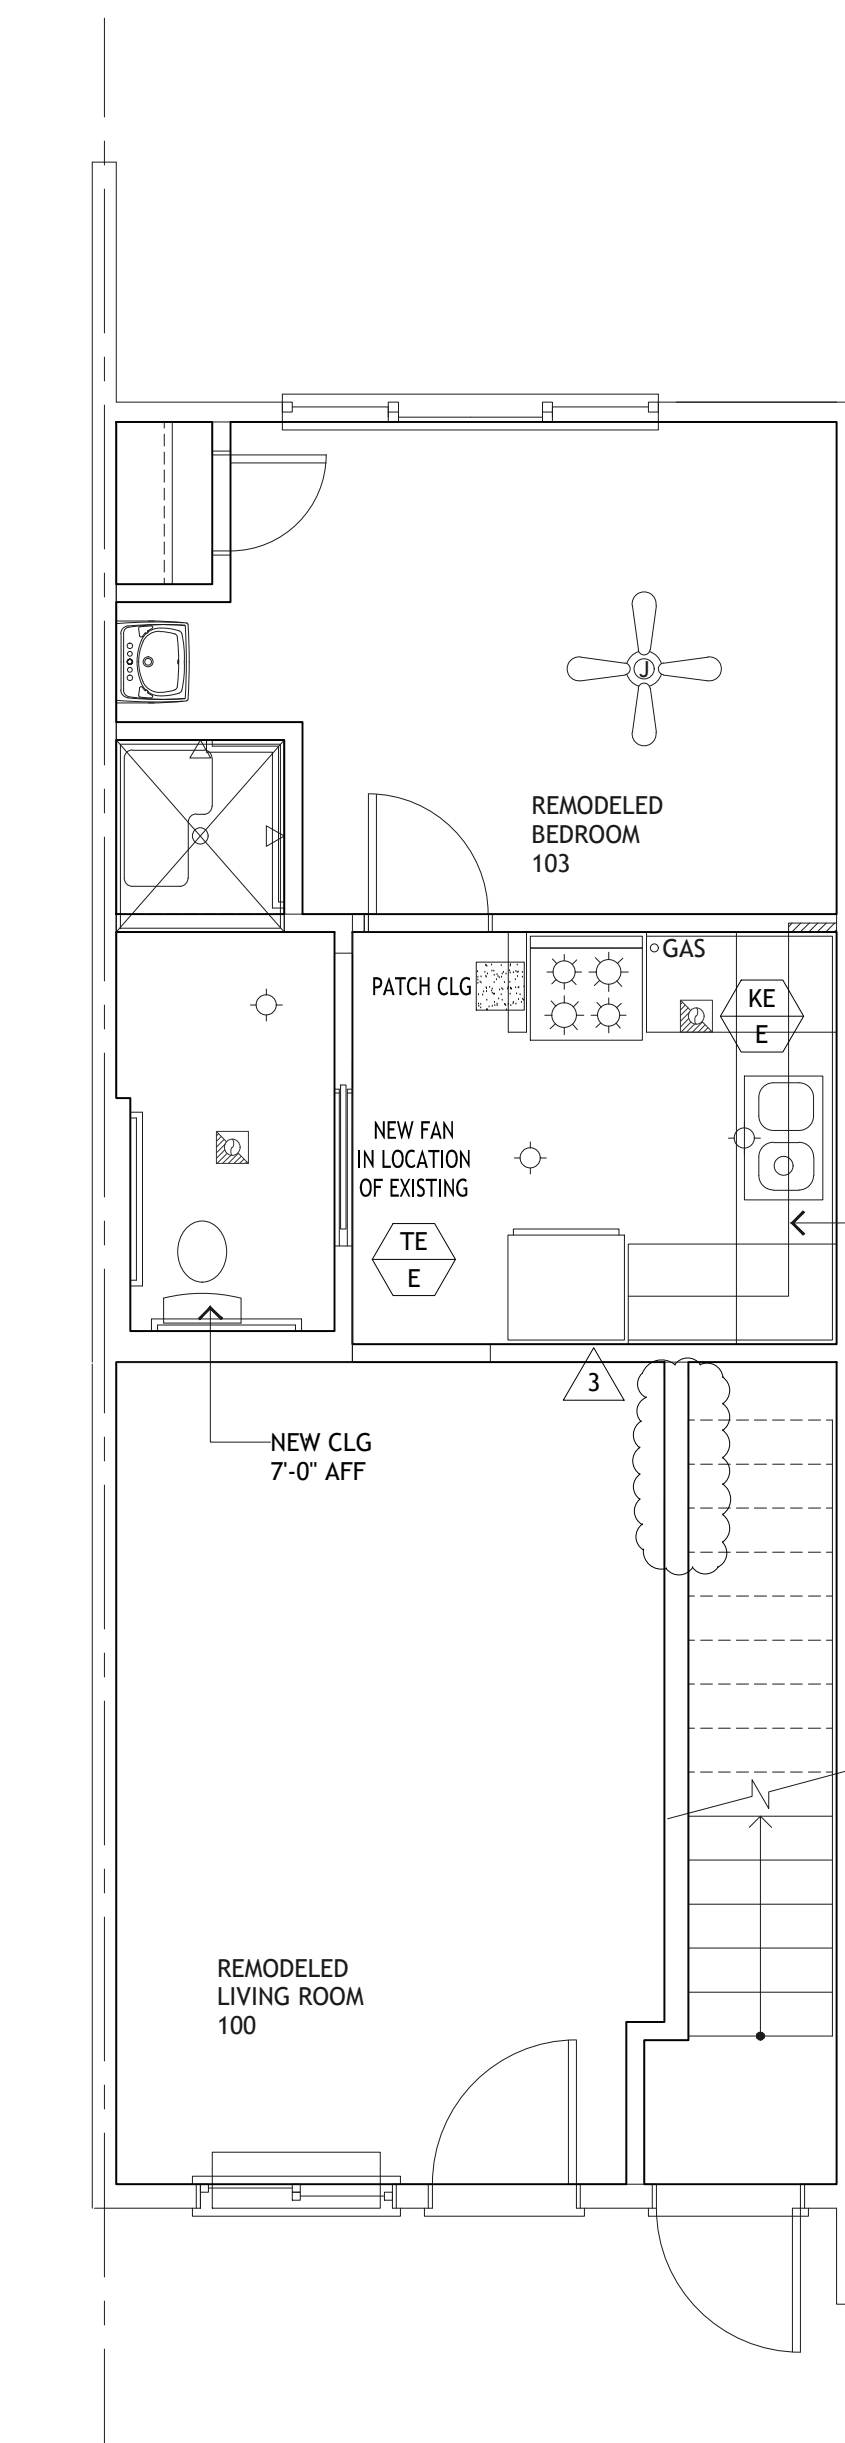 J
REMODELED
BEDROOM
103
GAS
PATCH CLG
KE
E
NEW FAN
IN LOCATION
OF EXISTING
TE
E
3
NEW CLG
7'-0" AFF
REMODELED
LIVING ROOM
100